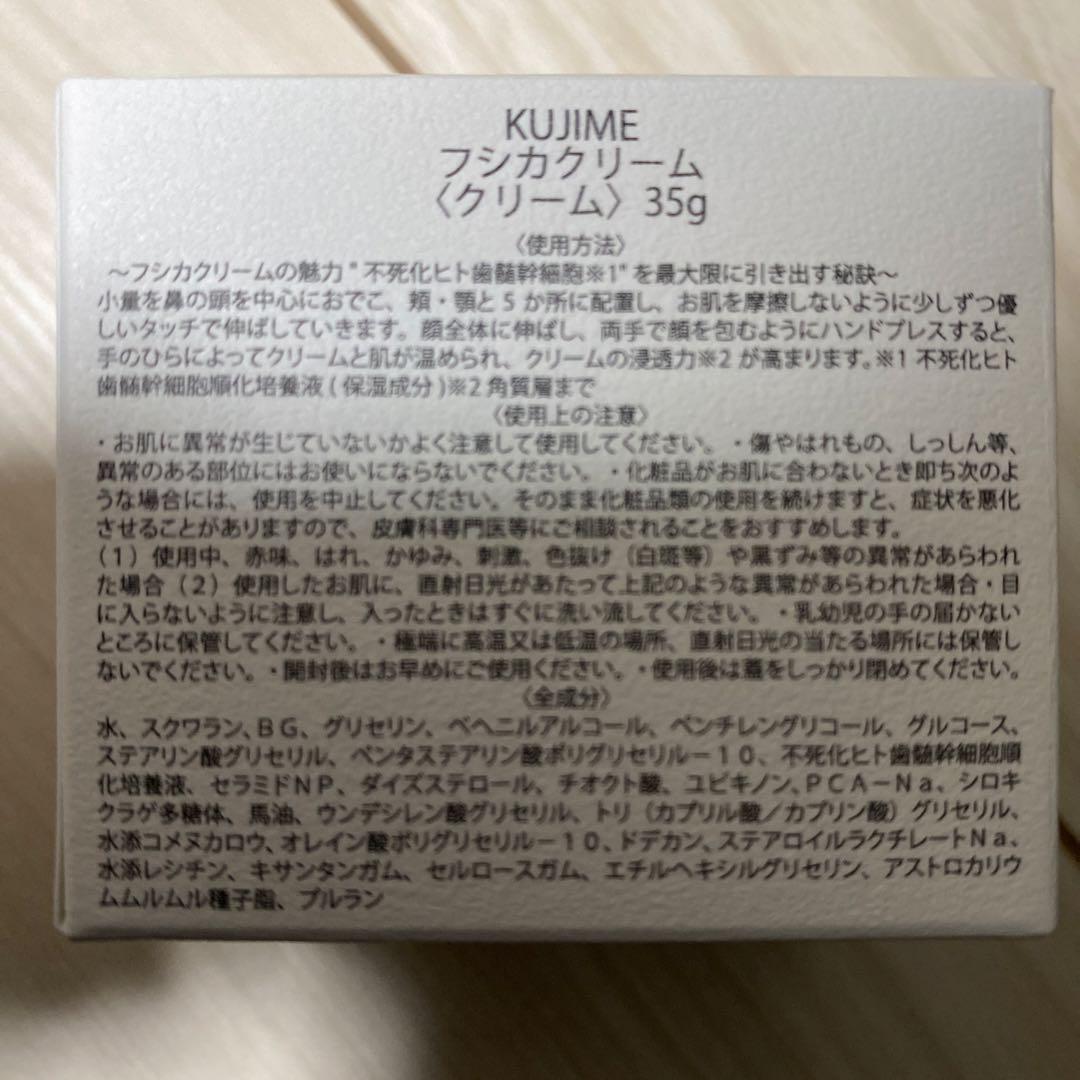 KUJIME
フシカクリーム
〈クリーム〉35g
〈使用方法〉
～フシカクリームの魅力"不死化ヒト歯髄幹細胞※1"を最大限に引き出す秘訣～
小量を鼻の頭を中心におでこ、頬・顎と5か所に配置し、お肌を摩擦しないように少しずつ優
しいタッチで伸ばしていきます。顔全体に伸ばし、両手で顔を包むようにハンドプレスすると、
手のひらによってクリームと肌が温められ、クリームの浸透力※2が高まります。※1不死化ヒト
歯髄幹細胞順化培養液(保湿成分)※2角質層まで
〈使用上の注意〉
・お肌に異常が生じていないかよく注意して使用してください。・傷やはれもの、しっしん等、
異常のある部位にはお使いにならないでください。・化粧品がお肌に合わないとき即ち次のよ
うな場合には、使用を中止してください。そのまま化粧品類の使用を続けますと、症状を悪化
させることがありますので、皮膚科専門医等にご相談されることをおすすめします。
(1)使用中、赤味、はれ、かゆみ、刺激、色抜け（白斑等）や黒ずみ等の異常があらわれ
た場合(2)使用したお肌に、直射日光があたって上記のような異常があらわれた場合・目
に入らないように注意し、入ったときはすぐに洗い流してください。・乳幼児の手の届かない
ところに保管してください。・極端に高温又は低温の場所、直射日光の当たる場所には保管し
ないでください。・開封後はお早めにご使用ください。・使用後は蓋をしっかり閉めてください。
〈全成分〉
水、スクワラン、BG、グリセリン、ベヘニルアルコール、ペンチレングリコール、グルコース、
ステアリン酸グリセリル、ペンタステアリン酸ポリグリセリル－10、不死化ヒト歯髄幹細胞順
化培養液、セラミドNP、ダイズステロール、チオクト酸、ユビキノン、PCA－Na、シロキ
クラゲ多糖体、馬油、ウンデシレン酸グリセリル、トリ（カプリル酸／カプリン酸）グリセリル、
水添コメヌカロウ、オレイン酸ポリグリセリル－10、ドデカン、ステアロイルラクチレートNa、
水添レシチン、キサンタンガム、セルロースガム、エチルヘキシルグリセリン、アストロカリウ
ムムルムル種子脂、プルラン